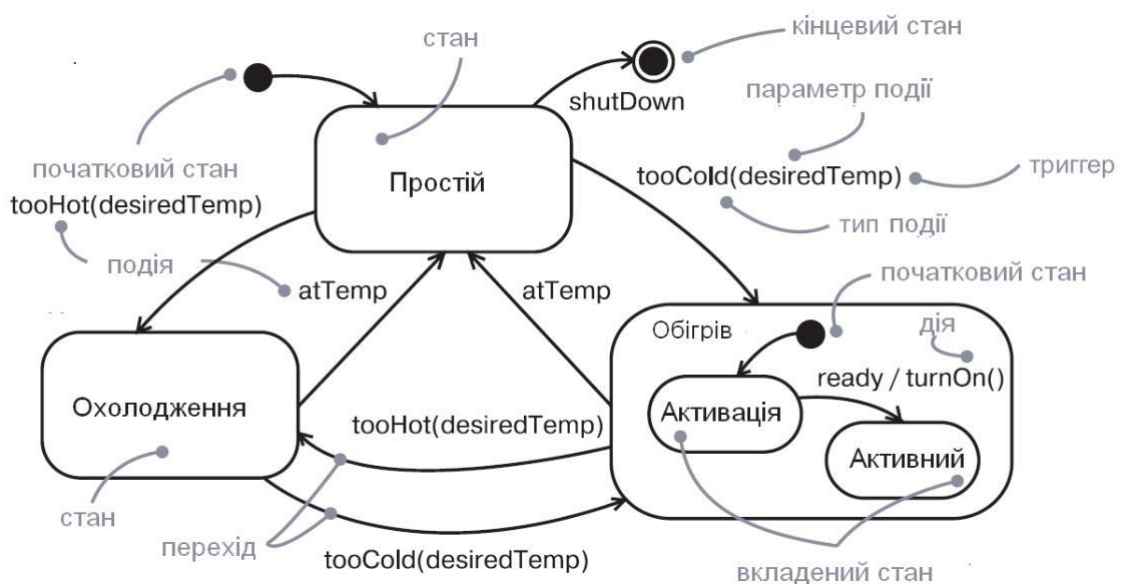 стан
кінцевий стан
shutDown
параметр події
початковий стан
Простій
tooCold(desiredTemp)
триггер
tooHot(desiredTemp)
тип події
подія
початковий стан
atTemp
atTemp
Обігрів
дія
ready / turnOn()
Охолодження
Активація
tooHot(desiredTemp)
Активний
стан
перехід
tooCold(desiredTemp)
вкладений стан